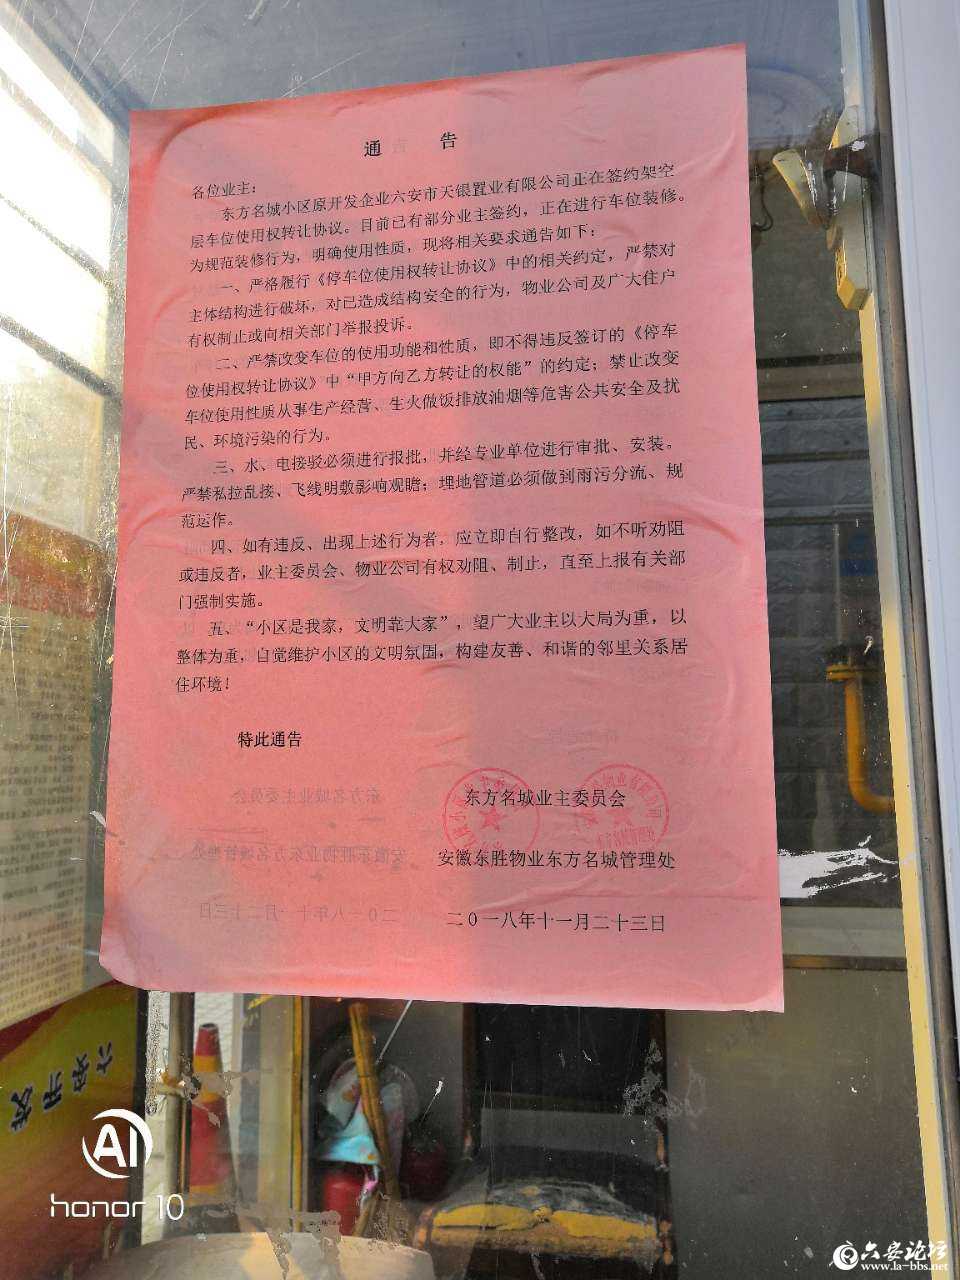 通 告
各位业主：
东方名城小区原开发企业六安市天银置业有限公司正在签约架空
层车位使用权转让协议。目前已有部分业主签约，正在进行车位装修。
为规范装修行为，明确使用性质，现将相关要求通告如下：
一、严格履行《停车位使用权转让协议》中的相关约定，严禁对
主体结构进行破坏，对已造成结构安全的行为，物业公司及广大住户
有权制止或向相关部门举报投诉。
二、严禁改变车位的使用功能和性质，即不得违反签订的《停车
位使用权转让协议》中“甲方向乙方转让的权能”的约定；禁止改变
车位使用性质从事生产经营、生火做饭排放油烟等危害公共安全及扰
民、环境污染的行为。
三、水、电接驳必须进行报批，并经专业单位进行审批、安装。
严禁私拉乱接、飞线明敷影响观瞻；埋地管道必须做到雨污分流、规
范运作。
四、如有违反、出现上述行为者，应立即自行整改，如不听劝阻
或违反者，业主委员会、物业公司有权劝阻、制止，直至上报有关部
门强制实施。
五、“小区是我家，文明靠大家”，望广大业主以大局为重，以
整体为重，自觉维护小区的文明氛围，构建友善、和谐的邻里关系居
住环境！
特此通告
东方名城业主委员会
安徽东胜物业东方名城管理处
二0一八年十一月二十三日
AI
honor 10
六安论坛
www.la-bbs.net